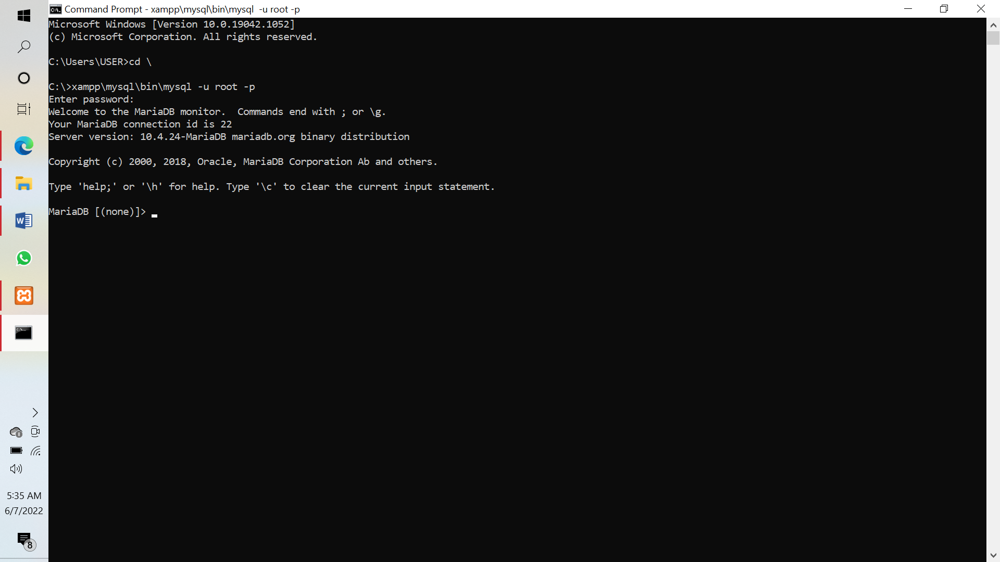 Command Prompt - xampp\mysql\bin\mysql  -u root -p
Microsoft Windows [Version 10.0.19042.1052]
(c) Microsoft Corporation. All rights reserved.
C:\Users\USER>cd \
C:\>xampp\mysql\bin\mysql -u root -p
Enter password:
Welcome to the MariaDB monitor.  Commands end with ; or \g.
Your MariaDB connection id is 22
Server version: 10.4.24-MariaDB mariadb.org binary distribution
Copyright (c) 2000, 2018, Oracle, MariaDB Corporation Ab and others.
Type 'help;' or '\h' for help. Type '\c' to clear the current input statement.
MariaDB [(none)]>
5:35 AM
6/7/2022
8